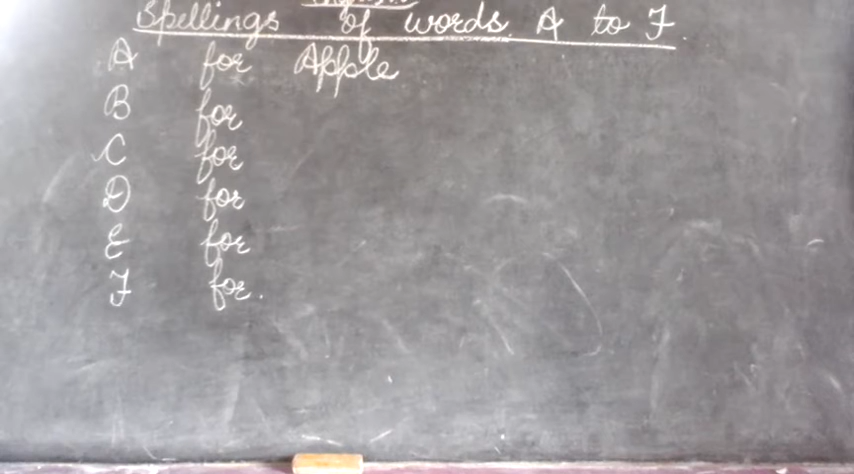 Spellings of words. A to F
A for Apple
B for
C for
D for
E for
F for.